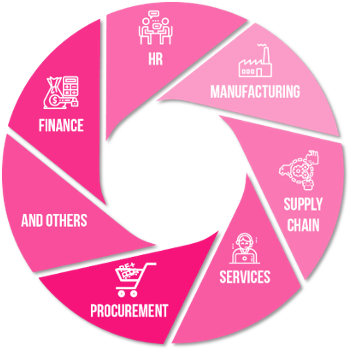 HR
MANUFACTURING
SUPPLY
CHAIN
SERVICES
PROCUREMENT
AND OTHERS
FINANCE